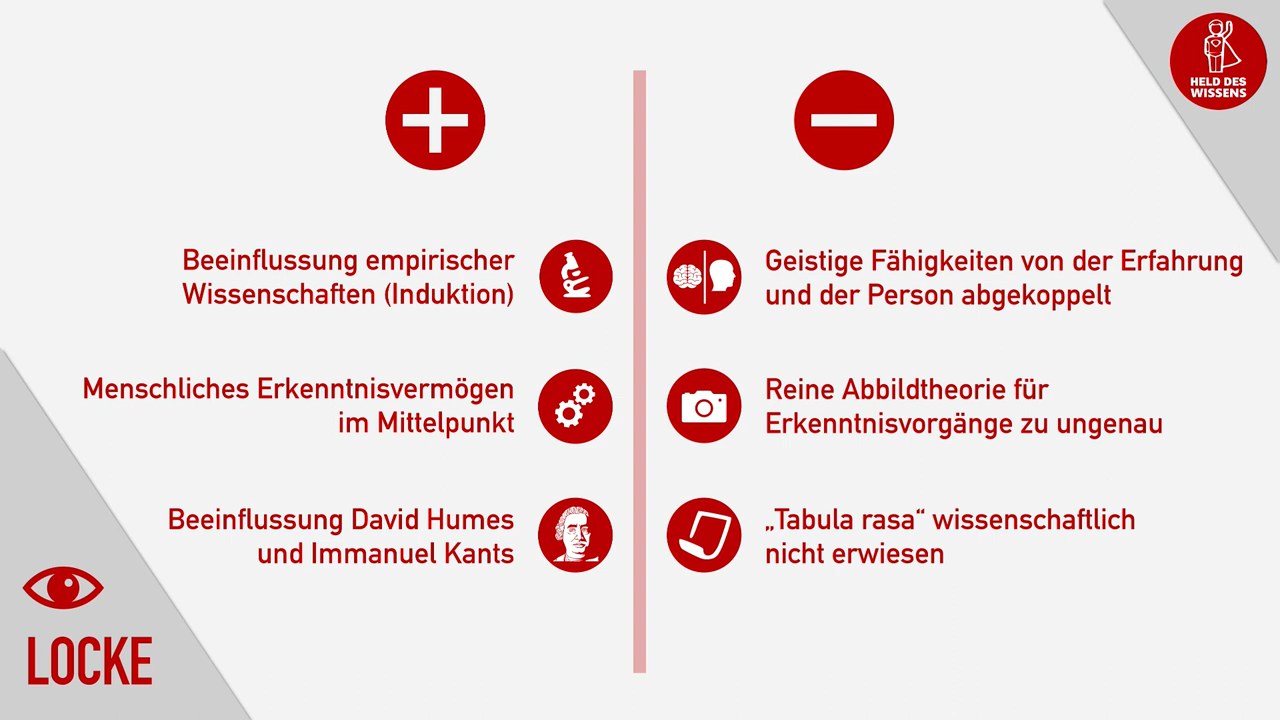 HELD DES
WISSENS
Beeinflussung empirischer
Wissenschaften (Induktion)
Menschliches Erkenntnisvermögen
im Mittelpunkt
Beeinflussung David Humes
und Immanuel Kants
Geistige Fähigkeiten von der Erfahrung
und der Person abgekoppelt
Reine Abbildtheorie für
Erkenntnisvorgänge zu ungenau
„Tabula rasa“ wissenschaftlich
nicht erwiesen
LOCKE